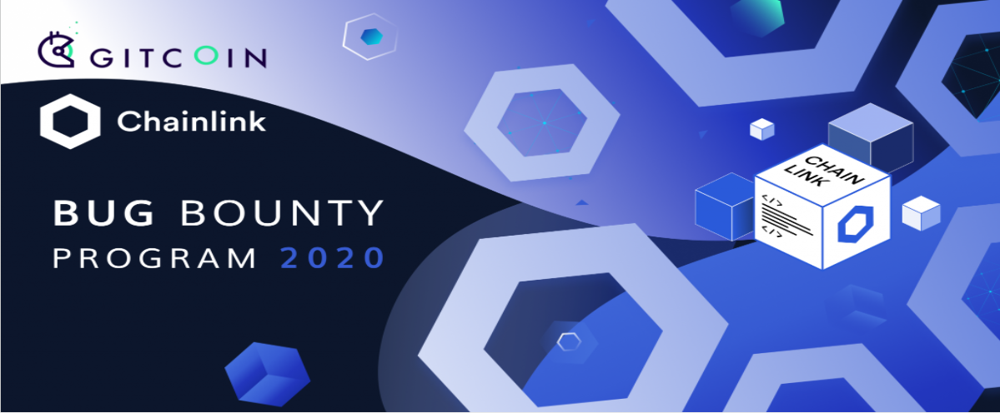 GITCOIN
Chainlink
BUG BOUNTY
PROGRAM 2020
CHAIN
LINK
</>
</>